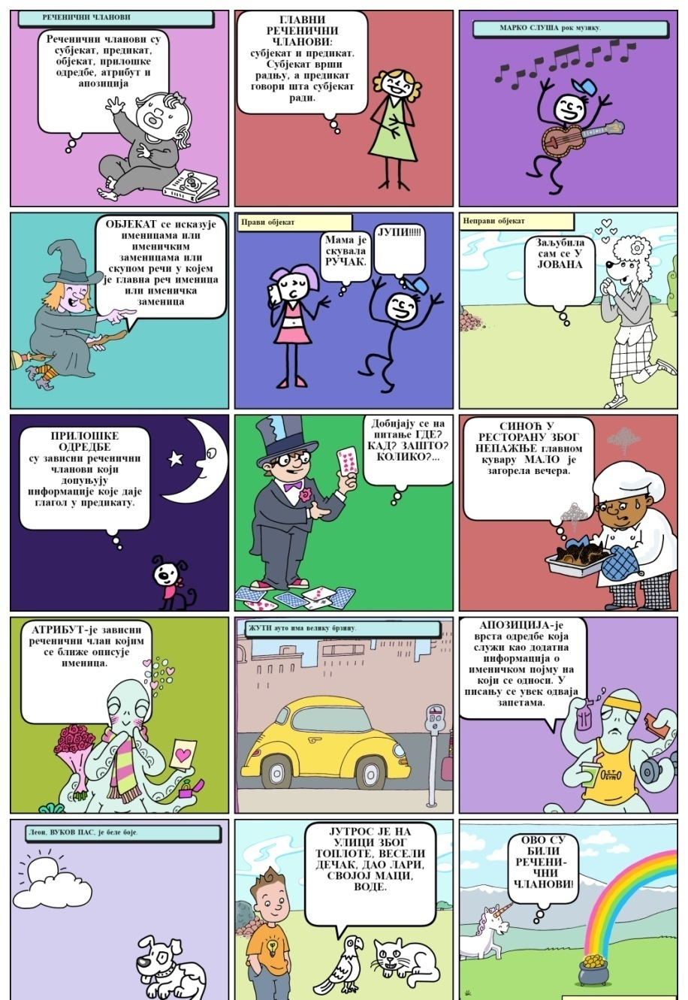 РЕЧЕНИЧНИ ЧЛАНОВИ
Реченични чланови су
субјекат, предикат,
објекат, прилошке
одредбе, атрибут и
апозиција
ГЛАВНИ
РЕЧЕНИЧНИ
ЧЛАНОВИ:
субјекат и предикат.
Субјекат врши
радњу, а предикат
говори шта субјекат
ради.
МАРКО СЛУША рок музику.
ОБЈЕКАТ се исказује
именицама или
именичким
заменицама или
скупом речи у којем
је главна реч именица
или именичка
заменица
Прави објекат
Мама је
скувала
РУЧАК.
ЈУПИ!!!!!
Неправи објекат
Заљубила
сам се У
ЈОВАНА
ПРИЛОШКЕ
ОДРЕДБЕ
су зависни реченични
чланови који
допуњују
информације које даје
глагол у предикату.
Добијају се на
питање ГДЕ?
КАД? ЗАШТО?
КОЛИКО?...
СИНОЋ У
РЕСТОРАНУ ЗБОГ
НЕПАЖЊЕ главном
кувару МАЛО је
загорела вечера.
АТРИБУТ-је зависни
реченични члан којим
се ближе описује
именица.
ЖУТИ ауто има велику брзину.
АПОЗИЦИЈА-је
врста одредбе која
служи као додатна
информација о
именичком појму на
који се односи. У
писању се увек одваја
запетама.
Леон, ВУКОВ ПАС, је беле боје.
ЈУТРОС ЈЕ НА
УЛИЦИ ЗБОГ
ТОПЛОТЕ, ВЕСЕЛИ
ДЕЧАК, ДАО ЛАРИ,
СВОЈОЈ МАЦИ,
ВОДЕ.
ОВО СУ
БИЛИ
РЕЧЕНИ-
ЧНИ
ЧЛАНОВИ!